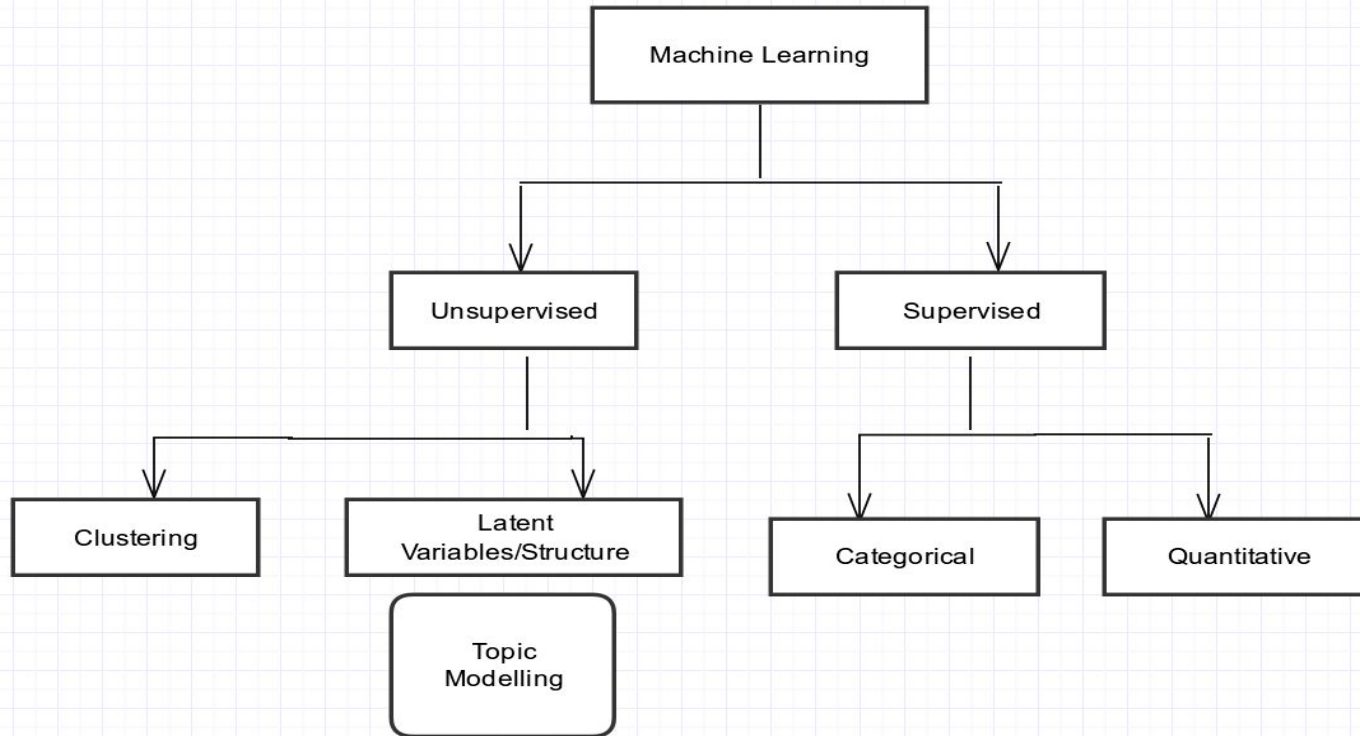 Machine Learning
Unsupervised
Supervised
Clustering
Latent
Variables/Structure
Categorical
Quantitative
Topic
Modelling